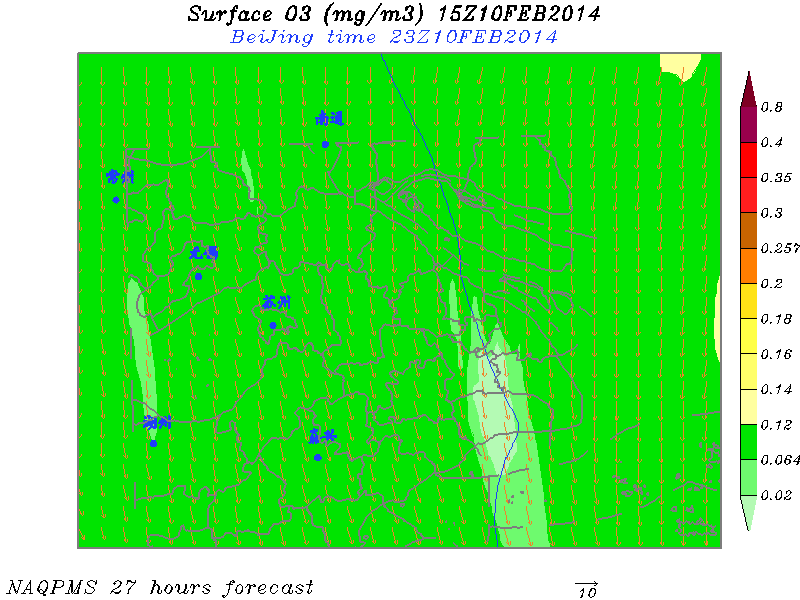 Surface O3 (mg/m3) 15Z10FEB2014
BeiJing time 23Z10FEB2014
南通
常州
无锡
苏州
湖州
嘉兴
0.8
0.4
0.35
0.3
0.257
0.2
0.18
0.16
0.14
0.12
0.064
0.02
NAQPMS 27 hours forecast
10